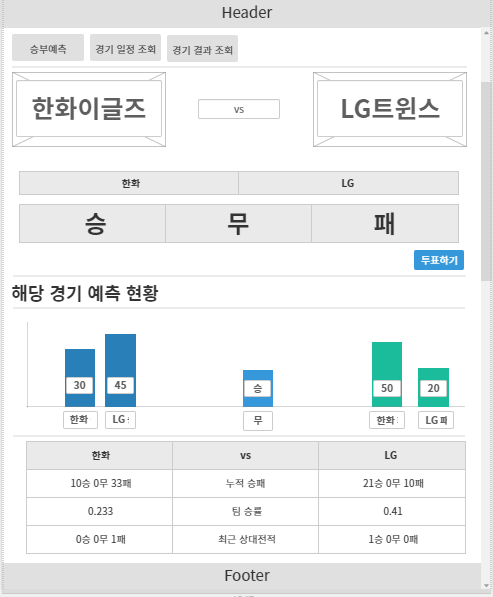 Header
승부예측 경기 일정 조회 경기 결과 조회
한화이글즈 vs LG트윈스
한화 LG
승 무 패
두표하기
해당 경기 예측 현황
30 45 승 50 20
한화 LG 무 한화 LG 패
한화 vs LG
10승 0무 33패 누적 승패 21승 0무 10패
0.233 팀 승률 0.41
0승 0무 1패 최근 상대전적 1승 0무 0패
Footer